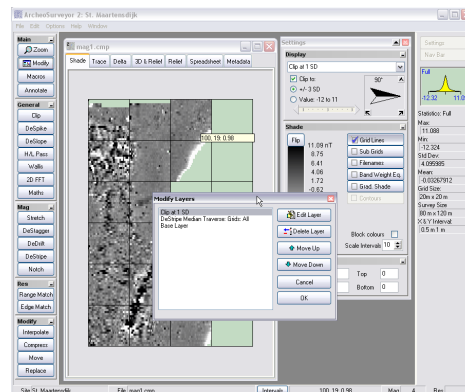 ArcheoSurveyor 2: St. Maartensdijk
File Edit Options Help Window
Main
Zoom
Modify
Macros
Annotate
General
Clip
DeSpike
DeSlope
H/L Pass
Wallis
2D FFT
Maths
Mag
Stretch
DeStagger
DeDrift
DeStripe
Notch
Res
Range Match
Edge Match
Modify
Interpolate
Compress
Move
Replace
mag1.cmp
Shade Trace Delta 3D & Relief Relief Spreadsheet Metadata
100, 19: 0.98
Settings
Display
Clip at 1 SD
Clip to
+/- 3 SD
Value: -12 to 11
90°
Shade
Flip
11.09 nT
8.75
6.41
4.06
1.72
-0.62
Grid Lines
Sub Grids
Filenames
Band Weight Eq.
Grad. Shade
Contours
Block colours
Scale Intervals 10
Top 0
Bottom 0
Modify Layers
Clip at 1 SD
DeStripe Median Traverse: Grids: All
Base Layer
Edit Layer
Delete Layer
Move Up
Move Down
Cancel
OK
Settings
Nav Bar
Full
-12.32 11.09
Statistics: Full
Max:
11.088
Min:
-12.324
Std Dev:
4.095985
Mean:
-0.03267912
Grid Size:
20m x 20 m
Survey Size
80 m x 120 m
X & Y Interval:
0.5 m 1 m
Site St. Maartensdijk File mag1.cmp Intervals 100, 19: 0.98 Mag 4 Res